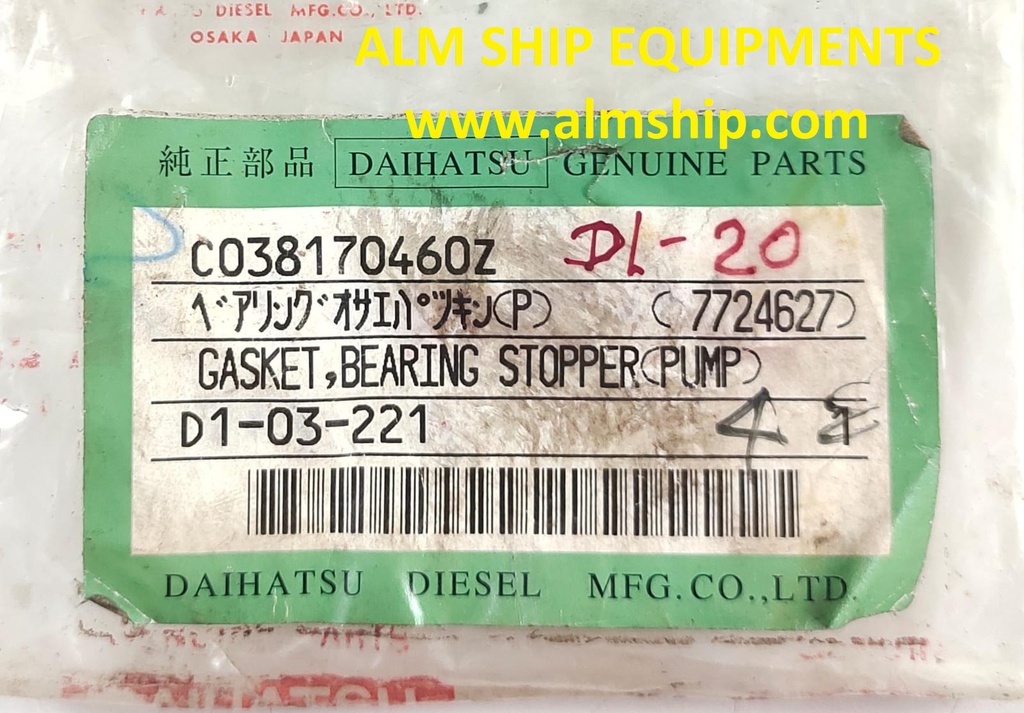 DIESEL MFG.CO., LTD.
OSAKA JAPAN
ALM SHIP EQUIPMENTS
www.almship.com
純正部品 DAIHATSU GENUINE PARTS
C038170460Z DL-20
ベアリングオサエパツキン(P) (7724627)
GASKET,BEARING STOPPER(PUMP)
D1-03-221 4
DAIHATSU DIESEL MFG.CO.,LTD.